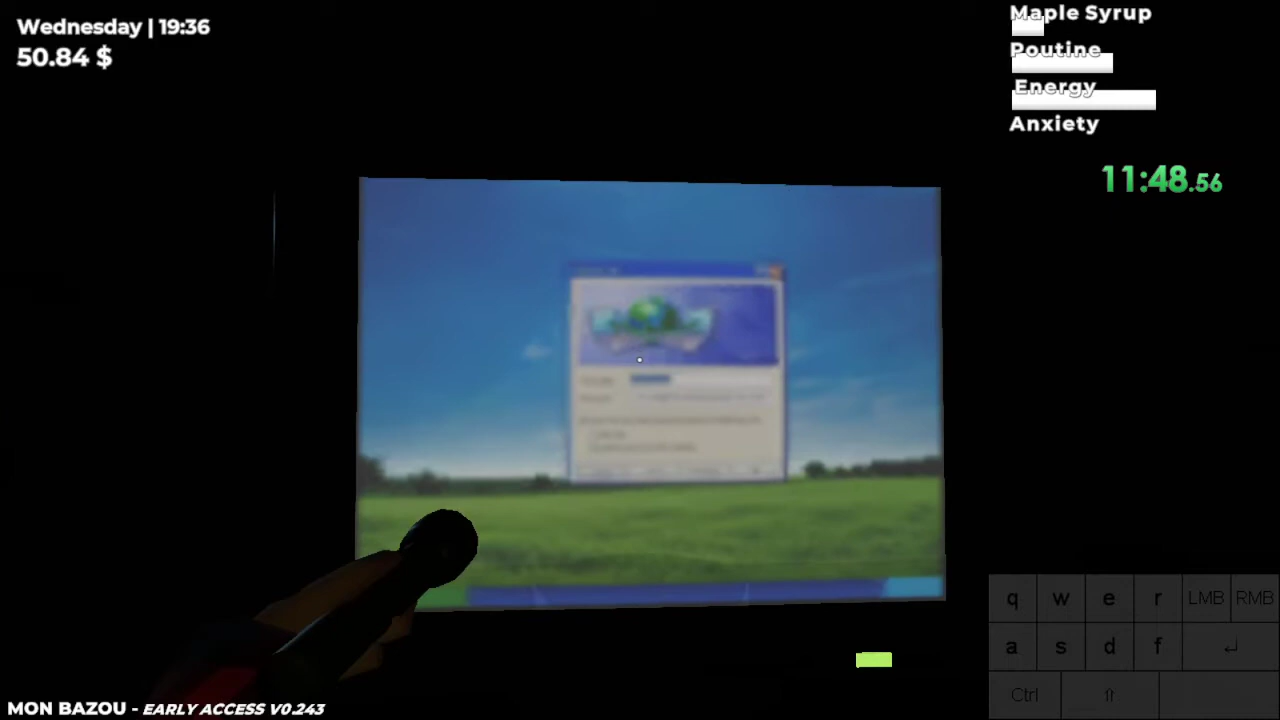 Wednesday | 19:36
50.84 $
Maple Syrup
Poutine
Energy
Anxiety
11:48.56
q w e r LMB RMB
a s d f ↵
Ctrl ⇧
MON BAZOU - EARLY ACCESS V0.243